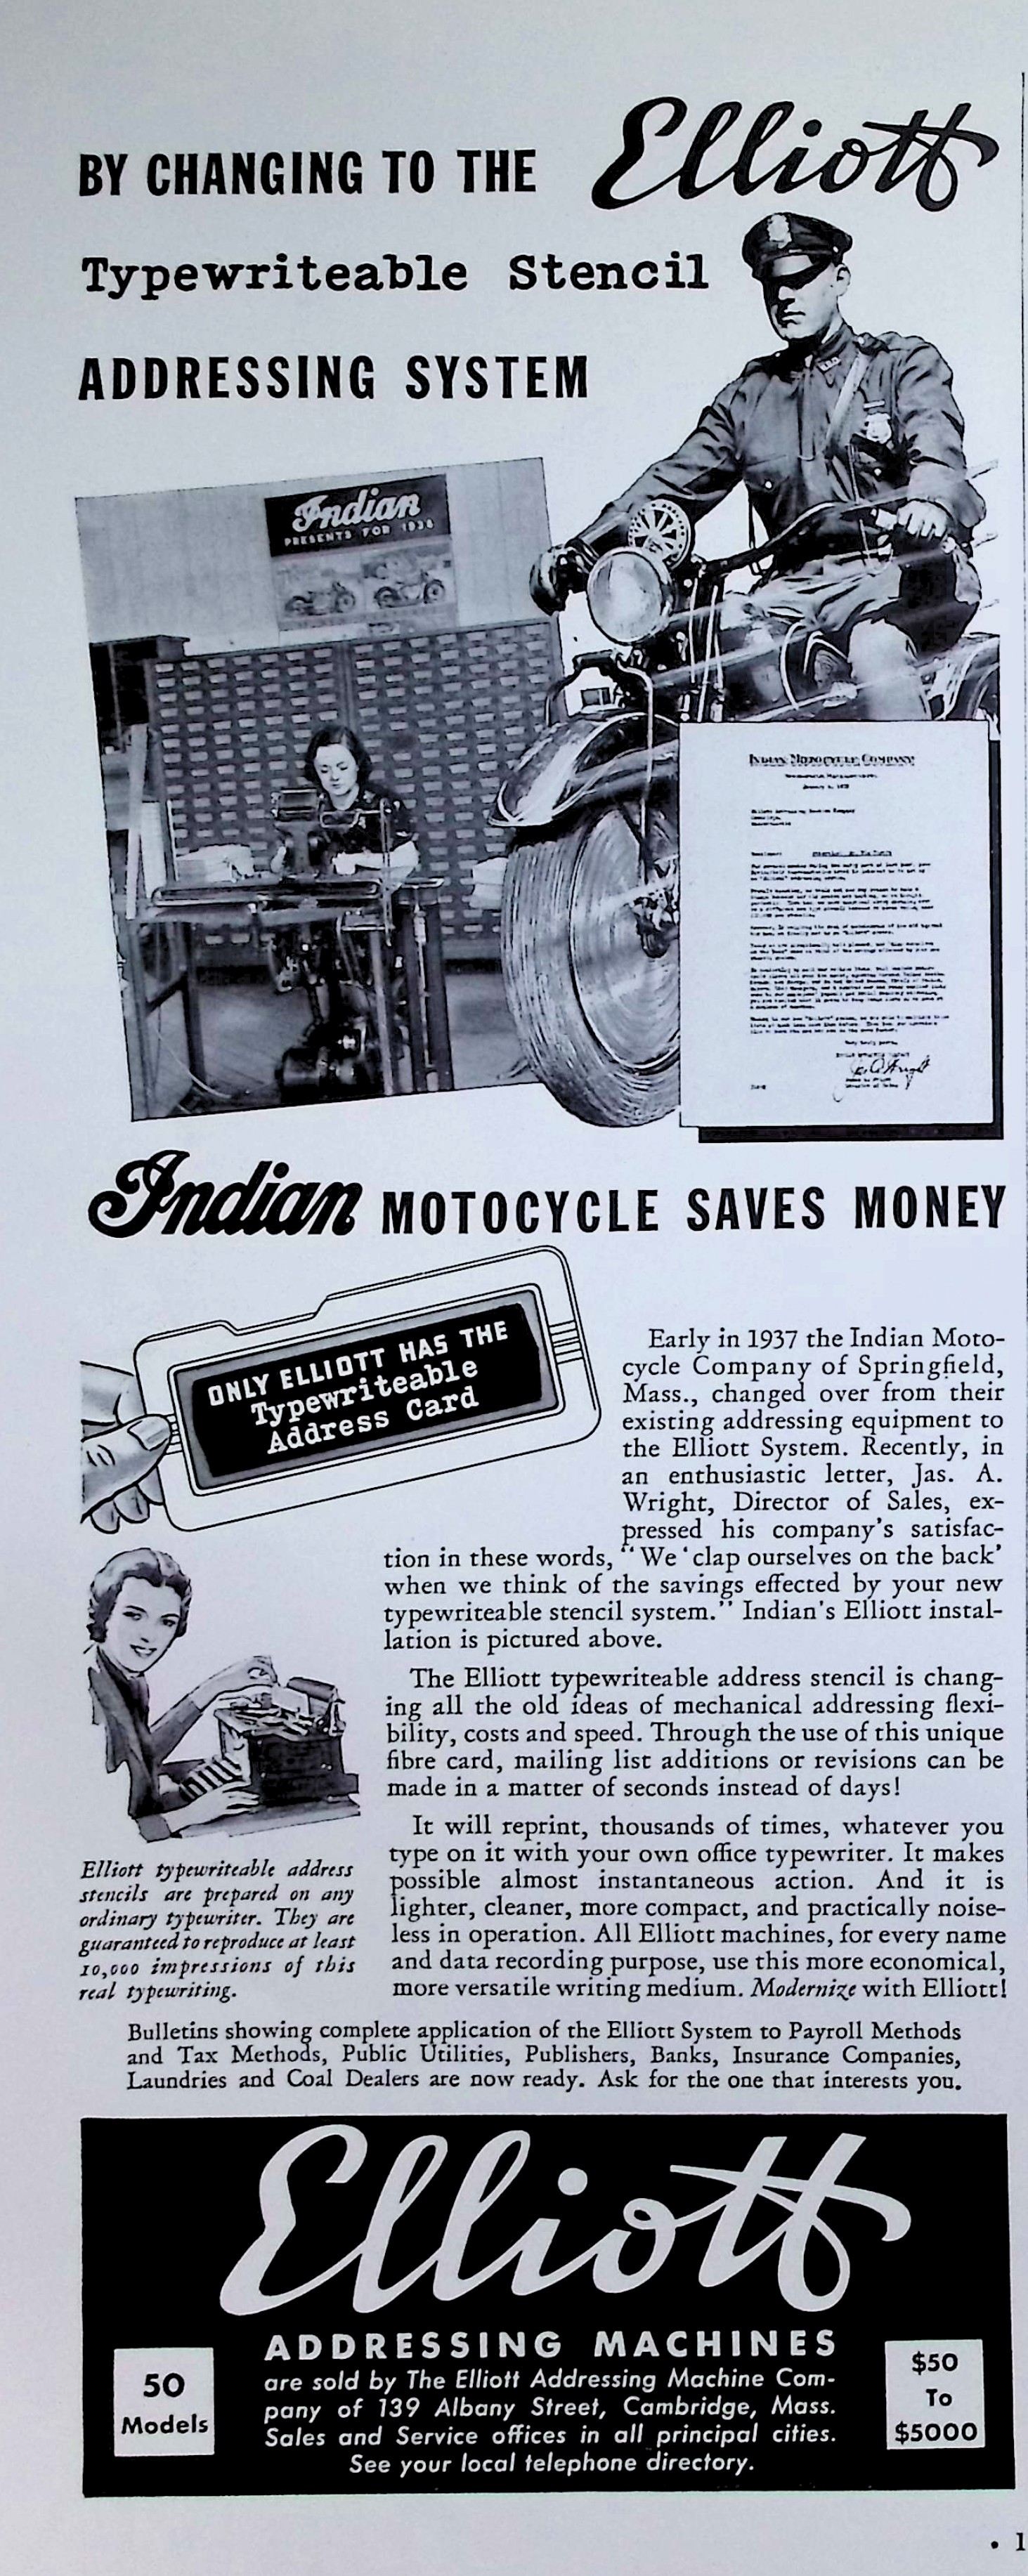 BY CHANGING TO THE Elliott
Typewriteable Stencil
ADDRESSING SYSTEM
Indian
PRESENTS FOR 1938
INDIAN MOTOCYCLE COMPANY
Indian MOTOCYCLE SAVES MONEY
ONLY ELLIOTT HAS THE
Typewriteable
Address Card
Early in 1937 the Indian Moto-
cycle Company of Springfield,
Mass., changed over from their
existing addressing equipment to
the Elliott System. Recently, in
an enthusiastic letter, Jas. A.
Wright, Director of Sales, ex-
pressed his company's satisfac-
tion in these words, "We 'clap ourselves on the back'
when we think of the savings effected by your new
typewriteable stencil system." Indian's Elliott instal-
lation is pictured above.
The Elliott typewriteable address stencil is chang-
ing all the old ideas of mechanical addressing flexi-
bility, costs and speed. Through the use of this unique
fibre card, mailing list additions or revisions can be
made in a matter of seconds instead of days!
It will reprint, thousands of times, whatever you
type on it with your own office typewriter. It makes
possible almost instantaneous action. And it is
lighter, cleaner, more compact, and practically noise-
less in operation. All Elliott machines, for every name
and data recording purpose, use this more economical,
more versatile writing medium. Modernize with Elliott!
Elliott typewriteable address
stencils are prepared on any
ordinary typewriter. They are
guaranteed to reproduce at least
10,000 impressions of this
real typewriting.
Bulletins showing complete application of the Elliott System to Payroll Methods
and Tax Methods, Public Utilities, Publishers, Banks, Insurance Companies,
Laundries and Coal Dealers are now ready. Ask for the one that interests you.
Elliott
ADDRESSING MACHINES
are sold by The Elliott Addressing Machine Com-
pany of 139 Albany Street, Cambridge, Mass.
Sales and Service offices in all principal cities.
See your local telephone directory.
50
Models
$50
To
$5000
• 1